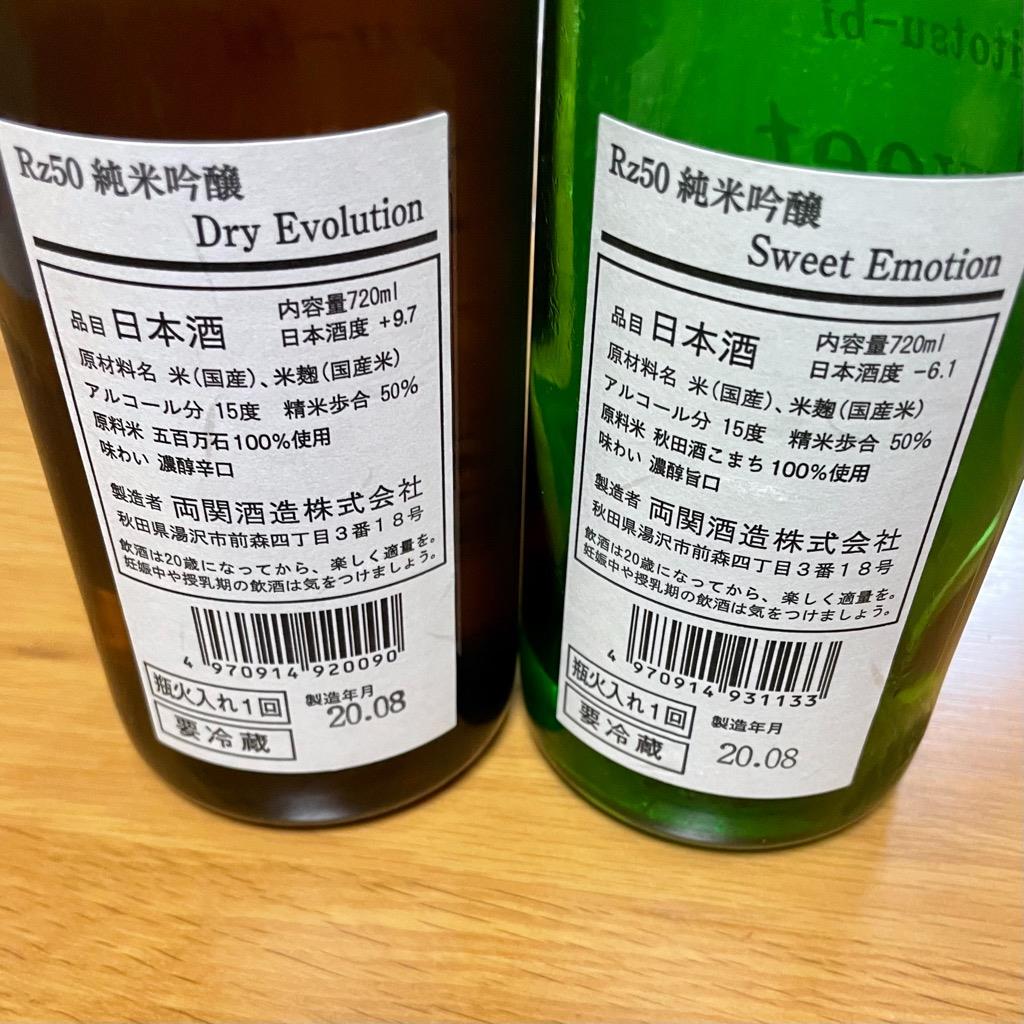 Rz50 純米吟醸
Dry Evolution
品目 日本酒
内容量720ml
日本酒度 +9.7
原材料名 米(国産)、米麹(国産米)
アルコール分 15度 精米歩合 50%
原料米 五百万石100%使用
味わい 濃醇辛口
製造者 両関酒造株式会社
秋田県湯沢市前森四丁目3番18号
飲酒は20歳になってから、楽しく適量を。
妊娠中や授乳期の飲酒は気をつけましょう。
4 970914 920090
瓶火入れ1回
要冷蔵
製造年月
20.08
itotsu-bi
Rz50 純米吟醸
Sweet Emotion
品目 日本酒
内容量720ml
日本酒度 -6.1
原材料名 米(国産)、米麹(国産米)
アルコール分 15度 精米歩合 50%
原料米 秋田酒こまち100%使用
味わい 濃醇旨口
製造者 両関酒造株式会社
秋田県湯沢市前森四丁目3番18号
飲酒は20歳になってから、楽しく適量を。
妊娠中や授乳期の飲酒は気をつけましょう。
4 970914 931133
瓶火入れ1回
要冷蔵
製造年月
20.08